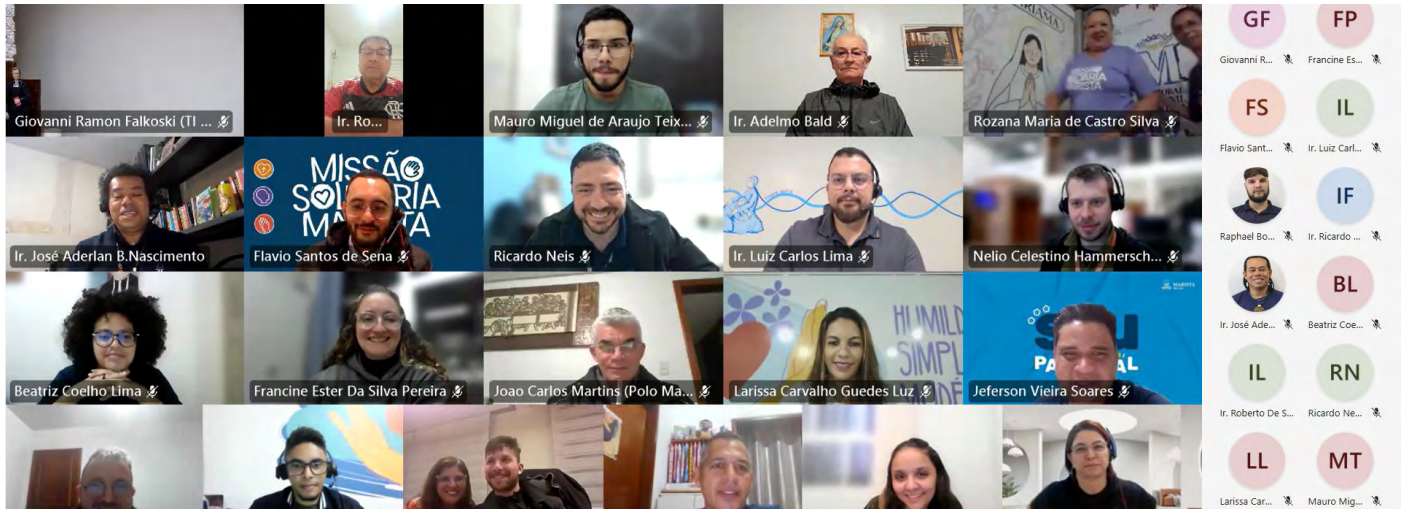 Giovanni Ramon Falkoski (TI ...
Ir. Ro...
Mauro Miguel de Araujo Teix...
Ir. Adelmo Bald
Rozana Maria de Castro Silva
Ir. José Aderlan B.Nascimento
MISSÃO
MA
Flavio Santos de Sena
Ricardo Neis
Ir. Luiz Carlos Lima
Nelio Celestino Hammersch...
Beatriz Coelho Lima
Francine Ester Da Silva Pereira
Joao Carlos Martins (Polo Ma...
HUMILD
SIMPL
Larissa Carvalho Guedes Luz
MARISTA
Jeferson Vieira Soares
GF
FP
Giovanni R...
Francine Es...
FS
IL
Flavio Sant...
Ir. Luiz Carl...
IF
Raphael Bo...
Ir. Ricardo ...
BL
Ir. José Ade...
Beatriz Coe...
IL
RN
Ir. Roberto De S...
Ricardo Ne...
LL
MT
Larissa Car...
Mauro Mig...